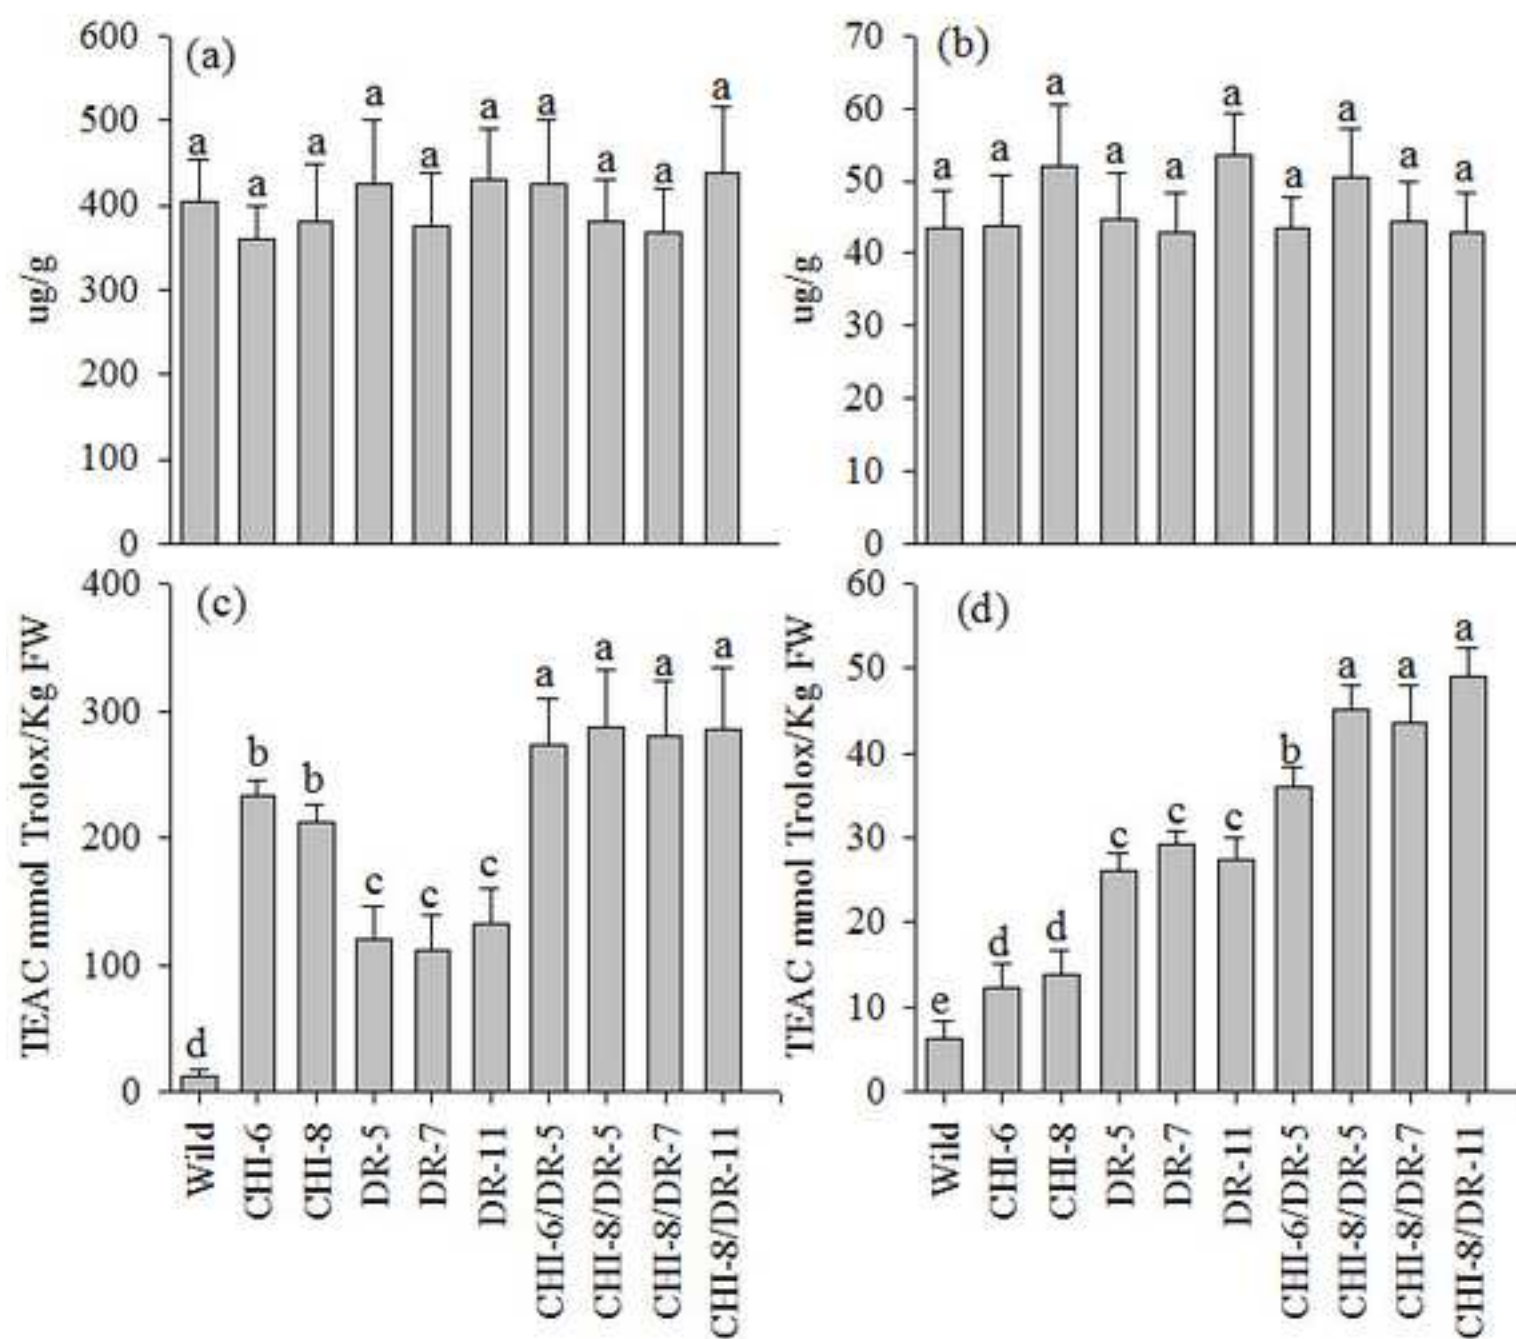 (a)
600
500
400
300
200
100
0
ug/g
a a a a a a a a a a
(b)
70
60
50
40
30
20
10
0
ug/g
a a a a a a a a a a
(c)
400
300
200
100
0
TEAC mmol Trolox/Kg FW
d b b c c c a a a a
Wild
CHI-6
CHI-8
DR-5
DR-7
DR-11
CHI-6/DR-5
CHI-8/DR-5
CHI-8/DR-7
CHI-8/DR-11
(d)
60
50
40
30
20
10
0
TEAC mmol Trolox/Kg FW
e d d c c c b a a a
Wild
CHI-6
CHI-8
DR-5
DR-7
DR-11
CHI-6/DR-5
CHI-8/DR-5
CHI-8/DR-7
CHI-8/DR-11